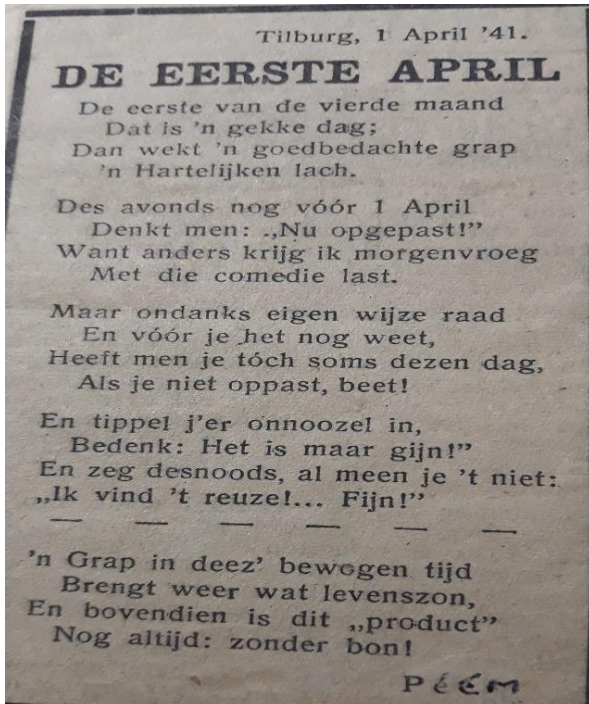 Tilburg, 1 April '41.
DE EERSTE APRIL
De eerste van de vierde maand
Dat is 'n gekke dag;
Dan wekt 'n goedbedachte grap
'n Hartelijken lach.
Des avonds nog vóór 1 April
Denkt men: „Nu opgepast!”
Want anders krijg ik morgenvroeg
Met die comedie last.
Maar ondanks eigen wijze raad
En vóór je het nog weet,
Heeft men je tóch soms dezen dag,
Als je niet oppast, beet!
En tippel j'er onnoozel in,
Bedenk: Het is maar gijn!”
En zeg desnoods, al meen je 't niet:
„Ik vind 't reuze!... Fijn!”
— — — — — —
'n Grap in deez' bewogen tijd
Brengt weer wat levenszon,
En bovendien is dit „product”
Nog altijd: zonder bon!
Péém